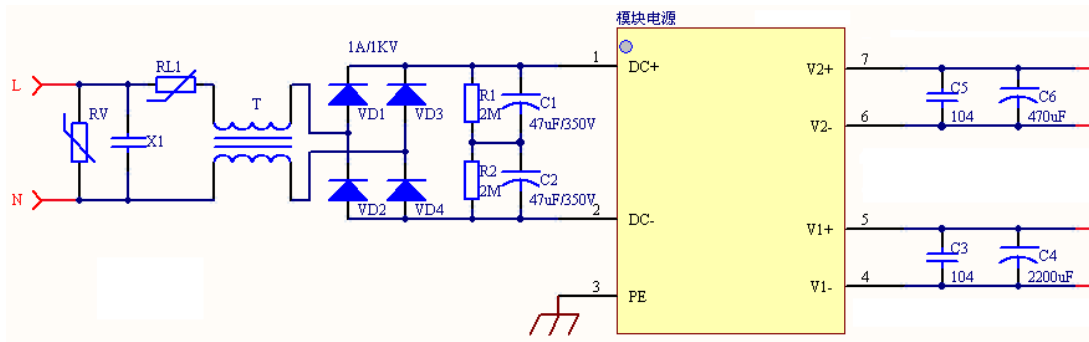 模块电源
1A/1KV
L
RV
X1
RL1
T
VD1
VD3
VD2
VD4
R1
2M
C1
47uF/350V
R2
2M
C2
47uF/350V
1
DC+
2
DC-
3
PE
V2+
7
V2-
6
V1+
5
V1-
4
C5
104
C6
470uF
C3
104
C4
2200uF
N